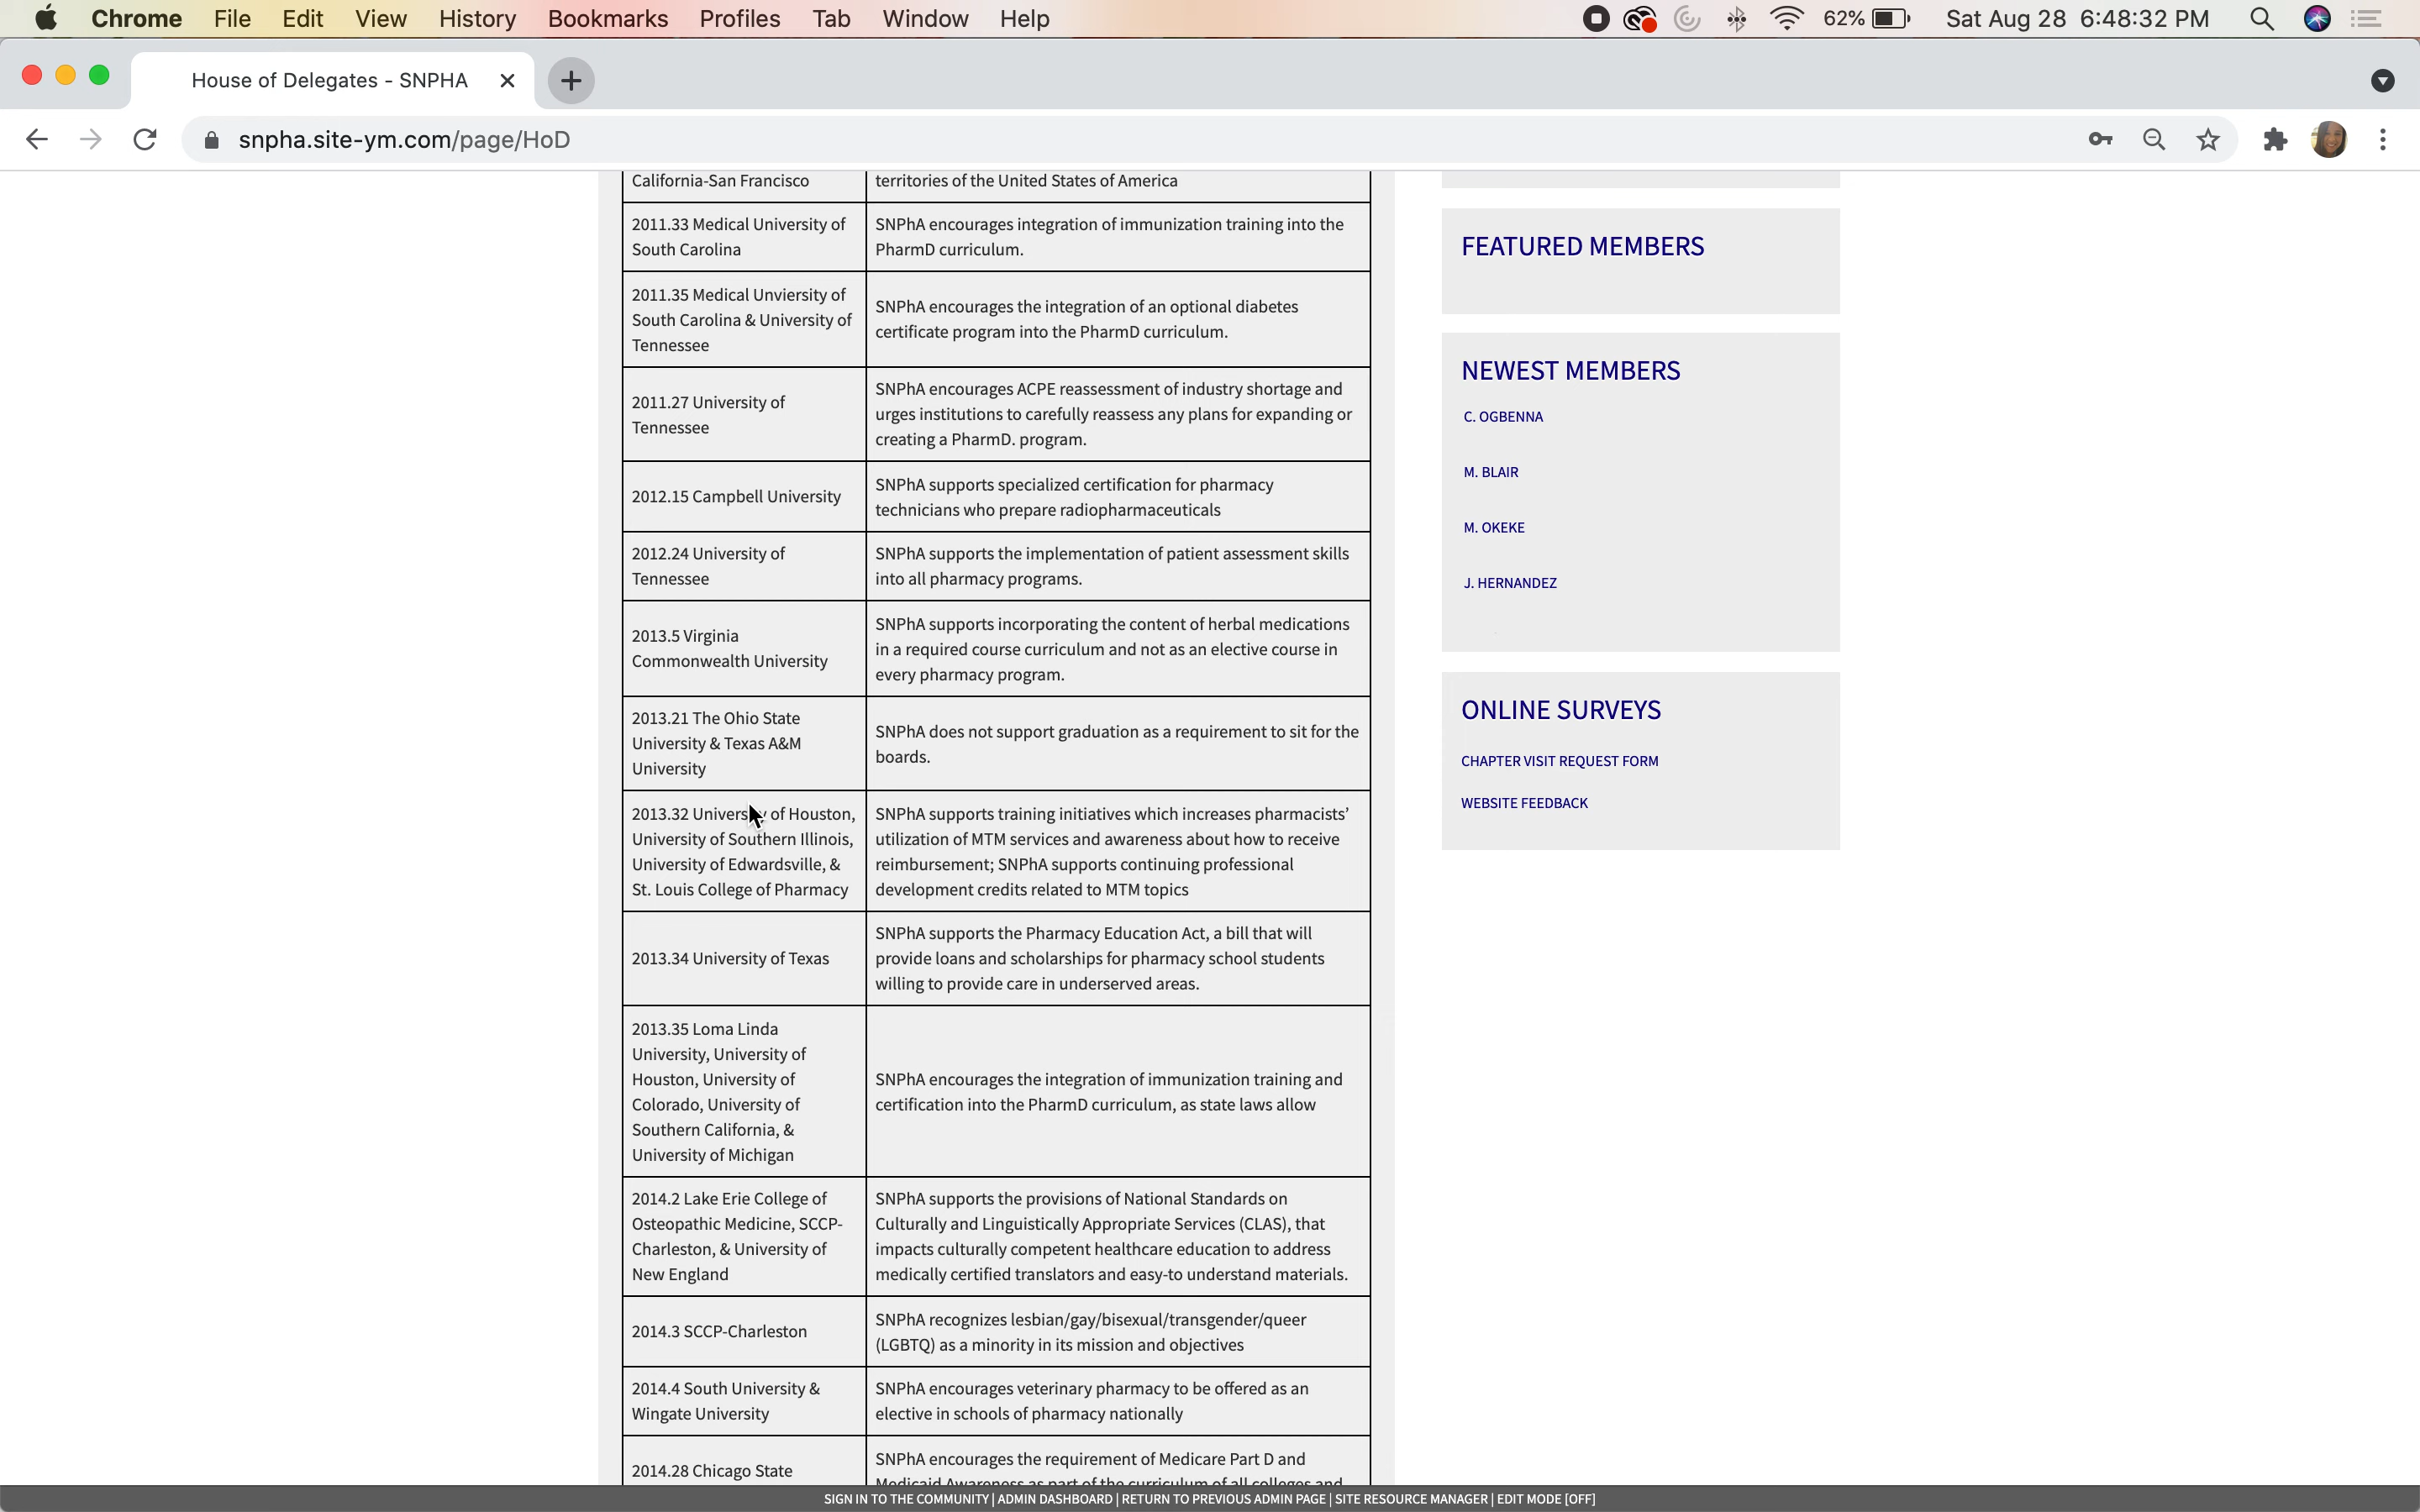 Chrome File Edit View History Bookmarks Profiles Tab Window Help 62% Sat Aug 28 6:48:32 PM
House of Delegates - SNPHA
snpha.site-ym.com/page/HoD
California-San Francisco
territories of the United States of America
2011.33 Medical University of
South Carolina
SNPhA encourages integration of immunization training into the
PharmD curriculum.
2011.35 Medical Unviersity of
South Carolina & University of
Tennessee
SNPhA encourages the integration of an optional diabetes
certificate program into the PharmD curriculum.
2011.27 University of
Tennessee
SNPhA encourages ACPE reassessment of industry shortage and
urges institutions to carefully reassess any plans for expanding or
creating a PharmD. program.
2012.15 Campbell University
SNPhA supports specialized certification for pharmacy
technicians who prepare radiopharmaceuticals
2012.24 University of
Tennessee
SNPhA supports the implementation of patient assessment skills
into all pharmacy programs.
2013.5 Virginia
Commonwealth University
SNPhA supports incorporating the content of herbal medications
in a required course curriculum and not as an elective course in
every pharmacy program.
2013.21 The Ohio State
University & Texas A&M
University
SNPhA does not support graduation as a requirement to sit for the
boards.
2013.32 University of Houston,
University of Southern Illinois,
University of Edwardsville, &
St. Louis College of Pharmacy
SNPhA supports training initiatives which increases pharmacists’
utilization of MTM services and awareness about how to receive
reimbursement; SNPhA supports continuing professional
development credits related to MTM topics
2013.34 University of Texas
SNPhA supports the Pharmacy Education Act, a bill that will
provide loans and scholarships for pharmacy school students
willing to provide care in underserved areas.
2013.35 Loma Linda
University, University of
Houston, University of
Colorado, University of
Southern California, &
University of Michigan
SNPhA encourages the integration of immunization training and
certification into the PharmD curriculum, as state laws allow
2014.2 Lake Erie College of
Osteopathic Medicine, SCCP-
Charleston, & University of
New England
SNPhA supports the provisions of National Standards on
Culturally and Linguistically Appropriate Services (CLAS), that
impacts culturally competent healthcare education to address
medically certified translators and easy-to understand materials.
2014.3 SCCP-Charleston
SNPhA recognizes lesbian/gay/bisexual/transgender/queer
(LGBTQ) as a minority in its mission and objectives
2014.4 South University &
Wingate University
SNPhA encourages veterinary pharmacy to be offered as an
elective in schools of pharmacy nationally
2014.28 Chicago State
SNPhA encourages the requirement of Medicare Part D and
Medicaid Awareness as part of the curriculum of all colleges and
FEATURED MEMBERS
NEWEST MEMBERS
C. OGBENNA
M. BLAIR
M. OKEKE
J. HERNANDEZ
ONLINE SURVEYS
CHAPTER VISIT REQUEST FORM
WEBSITE FEEDBACK
SIGN IN TO THE COMMUNITY | ADMIN DASHBOARD | RETURN TO PREVIOUS ADMIN PAGE | SITE RESOURCE MANAGER | EDIT MODE [OFF]